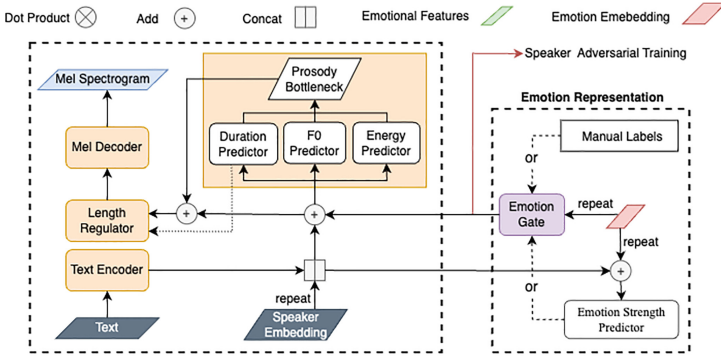 Dot Product
Add
Concat
Emotional Features
Emotion Emebedding
Mel Spectrogram
Prosody
Bottleneck
Speaker Adversarial Training
Emotion Representation
Mel Decoder
Duration
Predictor
F0
Predictor
Energy
Predictor
Manual Labels
or
Length
Regulator
Emotion
Gate
repeat
repeat
Text Encoder
or
repeat
Text
Speaker
Embedding
Emotion Strength
Predictor